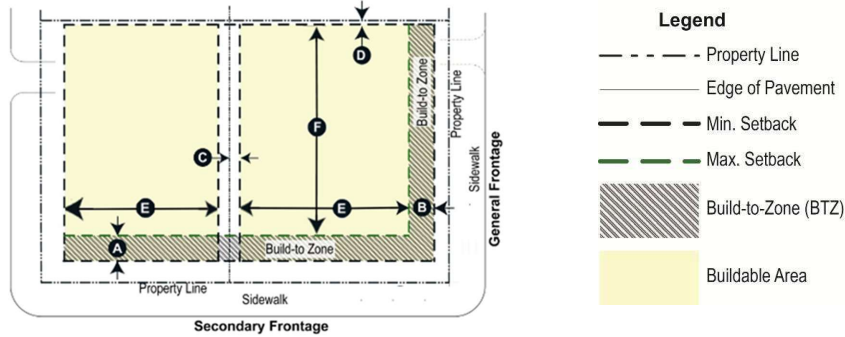 D
Build-to Zone
Property Line
F
C
Sidewalk
General Frontage
E
E
B
A
Build-to Zone
Property Line
Sidewalk
Secondary Frontage
Legend
Property Line
Edge of Pavement
Min. Setback
Max. Setback
Build-to-Zone (BTZ)
Buildable Area